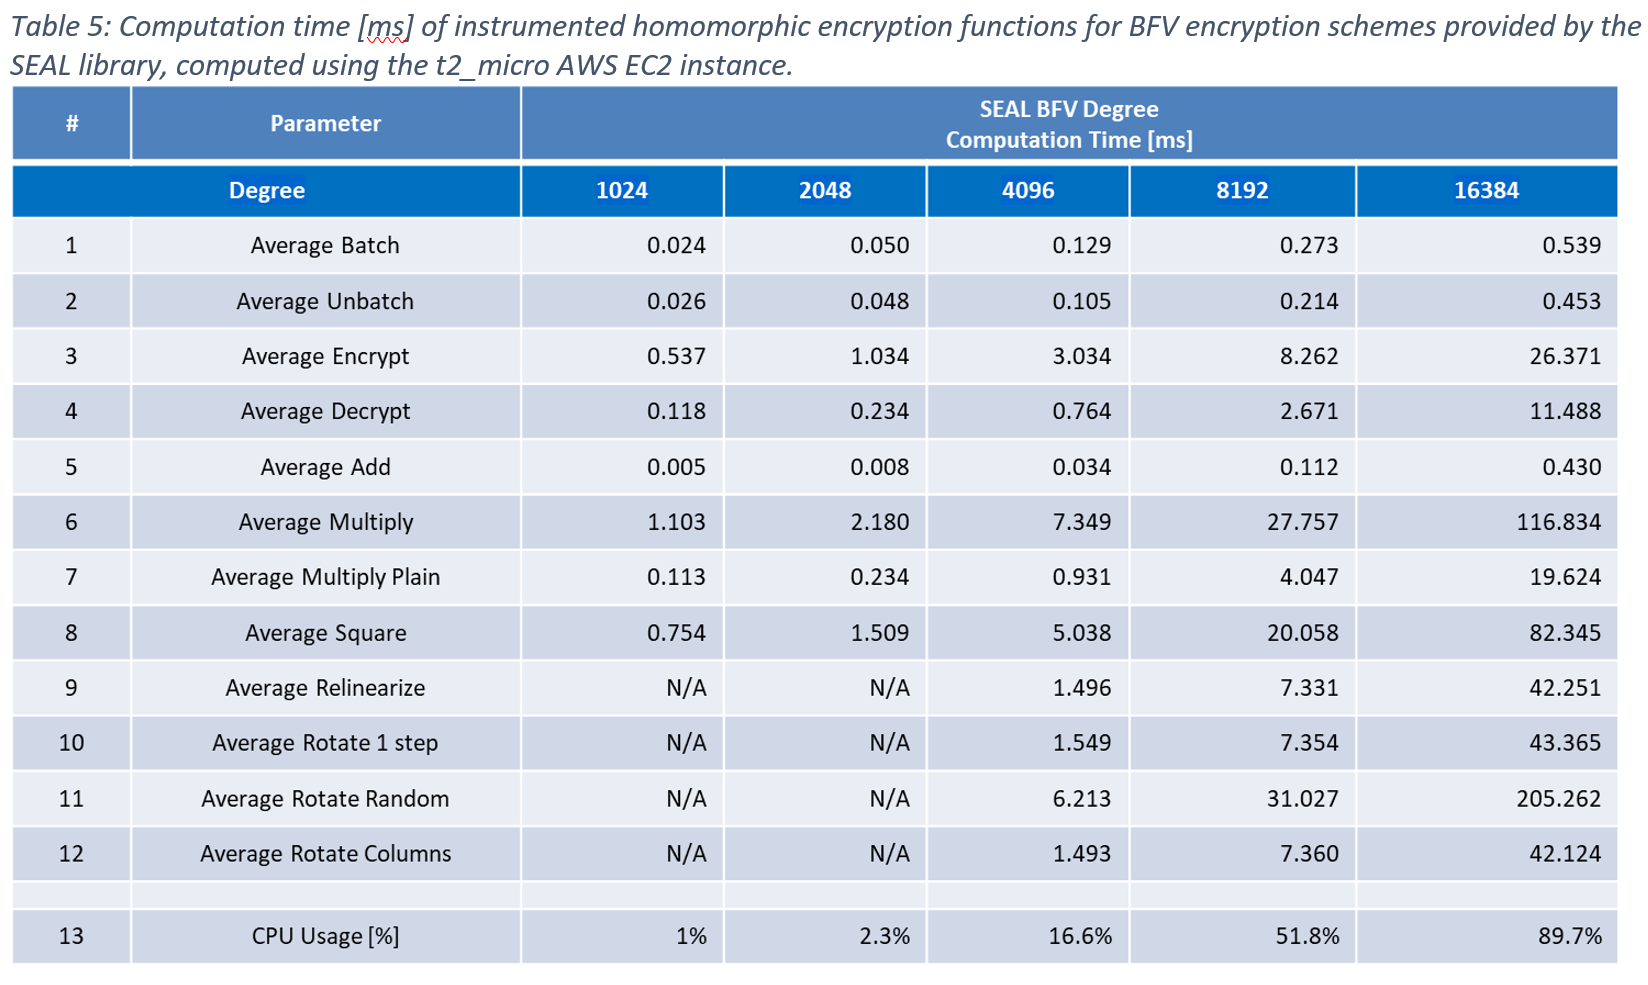 Table 5: Computation time [ms] of instrumented homomorphic encryption functions for BFV encryption schemes provided by the
SEAL library, computed using the t2_micro AWS EC2 instance.
# Parameter SEAL BFV Degree
Computation Time [ms]
Degree 1024 2048 4096 8192 16384
1 Average Batch 0.024 0.050 0.129 0.273 0.539
2 Average Unbatch 0.026 0.048 0.105 0.214 0.453
3 Average Encrypt 0.537 1.034 3.034 8.262 26.371
4 Average Decrypt 0.118 0.234 0.764 2.671 11.488
5 Average Add 0.005 0.008 0.034 0.112 0.430
6 Average Multiply 1.103 2.180 7.349 27.757 116.834
7 Average Multiply Plain 0.113 0.234 0.931 4.047 19.624
8 Average Square 0.754 1.509 5.038 20.058 82.345
9 Average Relinearize N/A N/A 1.496 7.331 42.251
10 Average Rotate 1 step N/A N/A 1.549 7.354 43.365
11 Average Rotate Random N/A N/A 6.213 31.027 205.262
12 Average Rotate Columns N/A N/A 1.493 7.360 42.124
13 CPU Usage [%] 1% 2.3% 16.6% 51.8% 89.7%